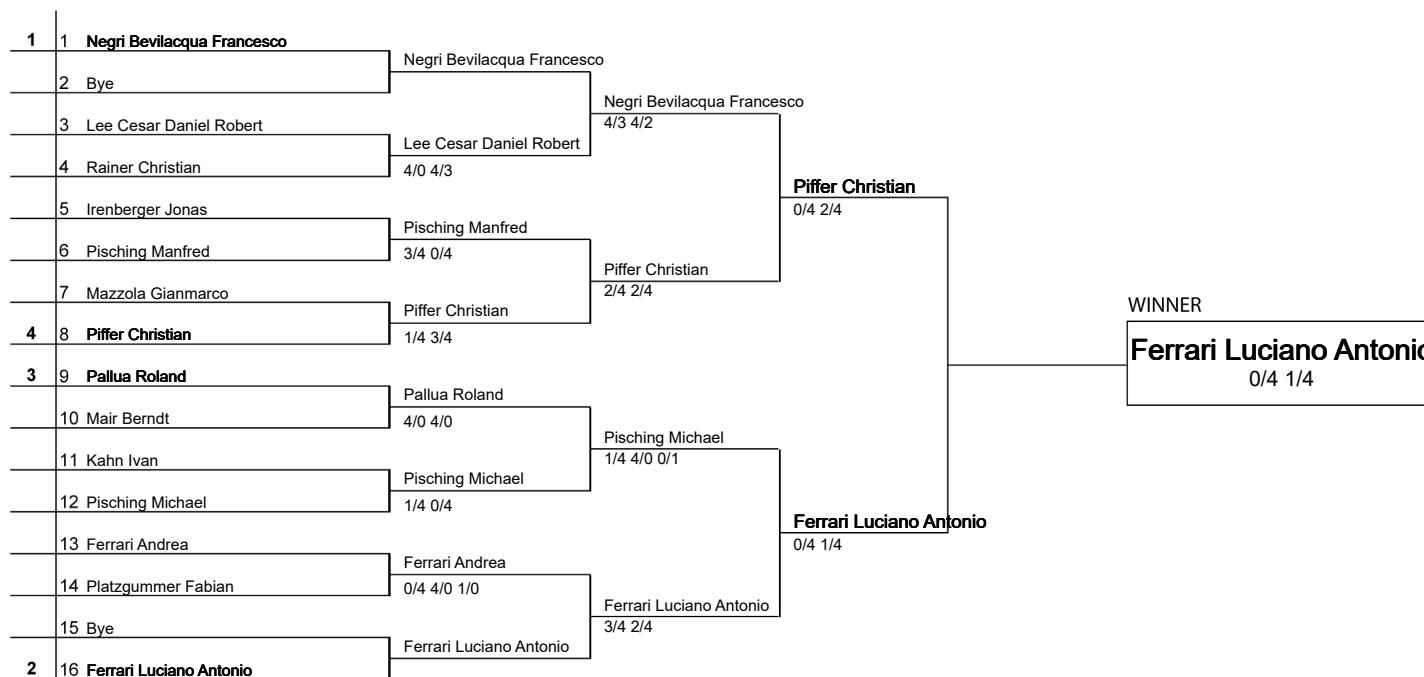 1 1 Negri Bevilacqua Francesco
2 Bye
3 Lee Cesar Daniel Robert
4 Rainer Christian
5 Irenberger Jonas
6 Pisching Manfred
7 Mazzola Gianmarco
4 8 Piffer Christian
3 9 Pallua Roland
10 Mair Berndt
11 Kahn Ivan
12 Pisching Michael
13 Ferrari Andrea
14 Platzgummer Fabian
15 Bye
2 16 Ferrari Luciano Antonio
Negri Bevilacqua Francesco
Lee Cesar Daniel Robert
4/0 4/3
Pisching Manfred
3/4 0/4
Piffer Christian
1/4 3/4
Pallua Roland
4/0 4/0
Pisching Michael
1/4 0/4
Ferrari Andrea
0/4 4/0 1/0
Ferrari Luciano Antonio
Negri Bevilacqua Francesco
4/3 4/2
Piffer Christian
2/4 2/4
Pisching Michael
1/4 4/0 0/1
Ferrari Luciano Antonio
3/4 2/4
Piffer Christian
0/4 2/4
Ferrari Luciano Antonio
0/4 1/4
WINNER
Ferrari Luciano Antonio
0/4 1/4